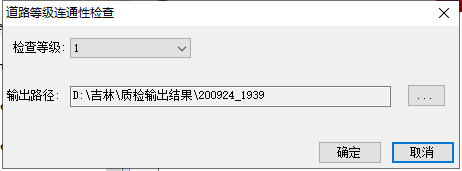 道路等级连通性检查
检查等级: 1
输出路径: D:\吉林\质检输出结果\200924_1939 ...
确定 取消